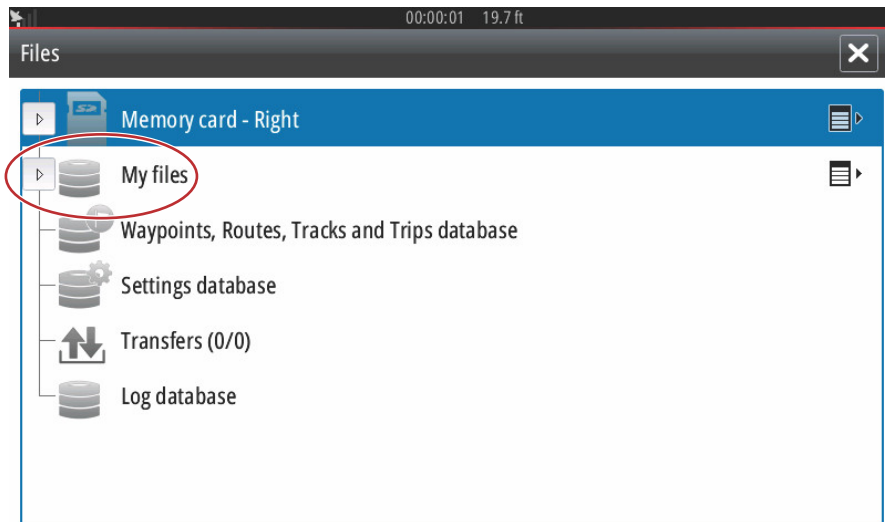 00:00:01 19.7 ft
Files
Memory card - Right
My files
Waypoints, Routes, Tracks and Trips database
Settings database
Transfers (0/0)
Log database